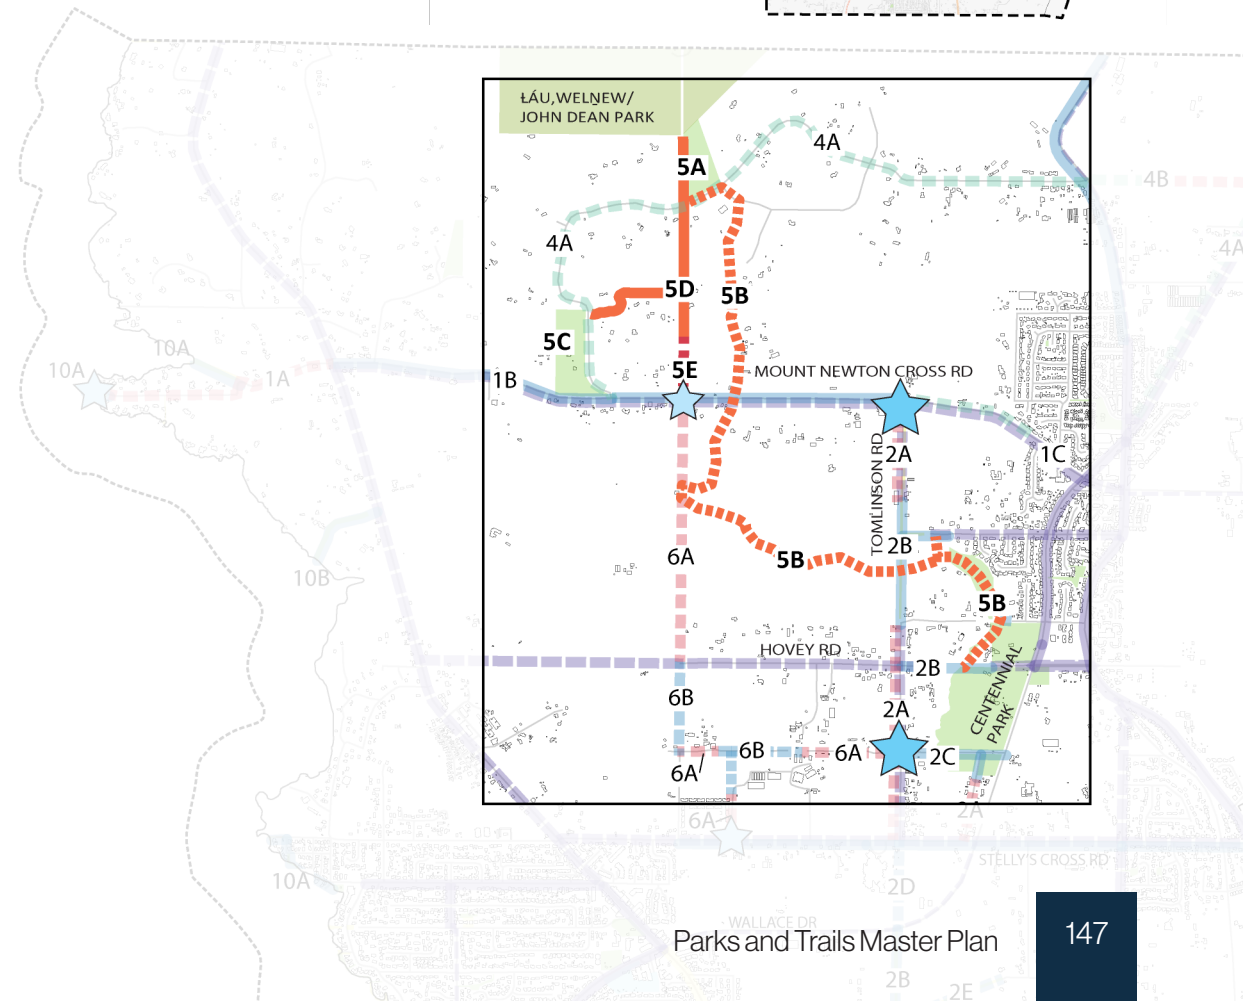 ȽÁU,WELṈEW/
JOHN DEAN PARK
4A
5A
4B
4A
4A
5D
5B
5C
10A
10A
1A
1B
5E
MOUNT NEWTON CROSS RD
2A
1C
TOMLINSON RD
2B
6A
5B
10B
5B
HOVEY RD
2B
CENTENNIAL
PARK
6B
2A
6B
6A
2C
6A
2A
6A
STELLY'S CROSS RD
10A
2D
WALLACE DR
Parks and Trails Master Plan
147
2B
2E